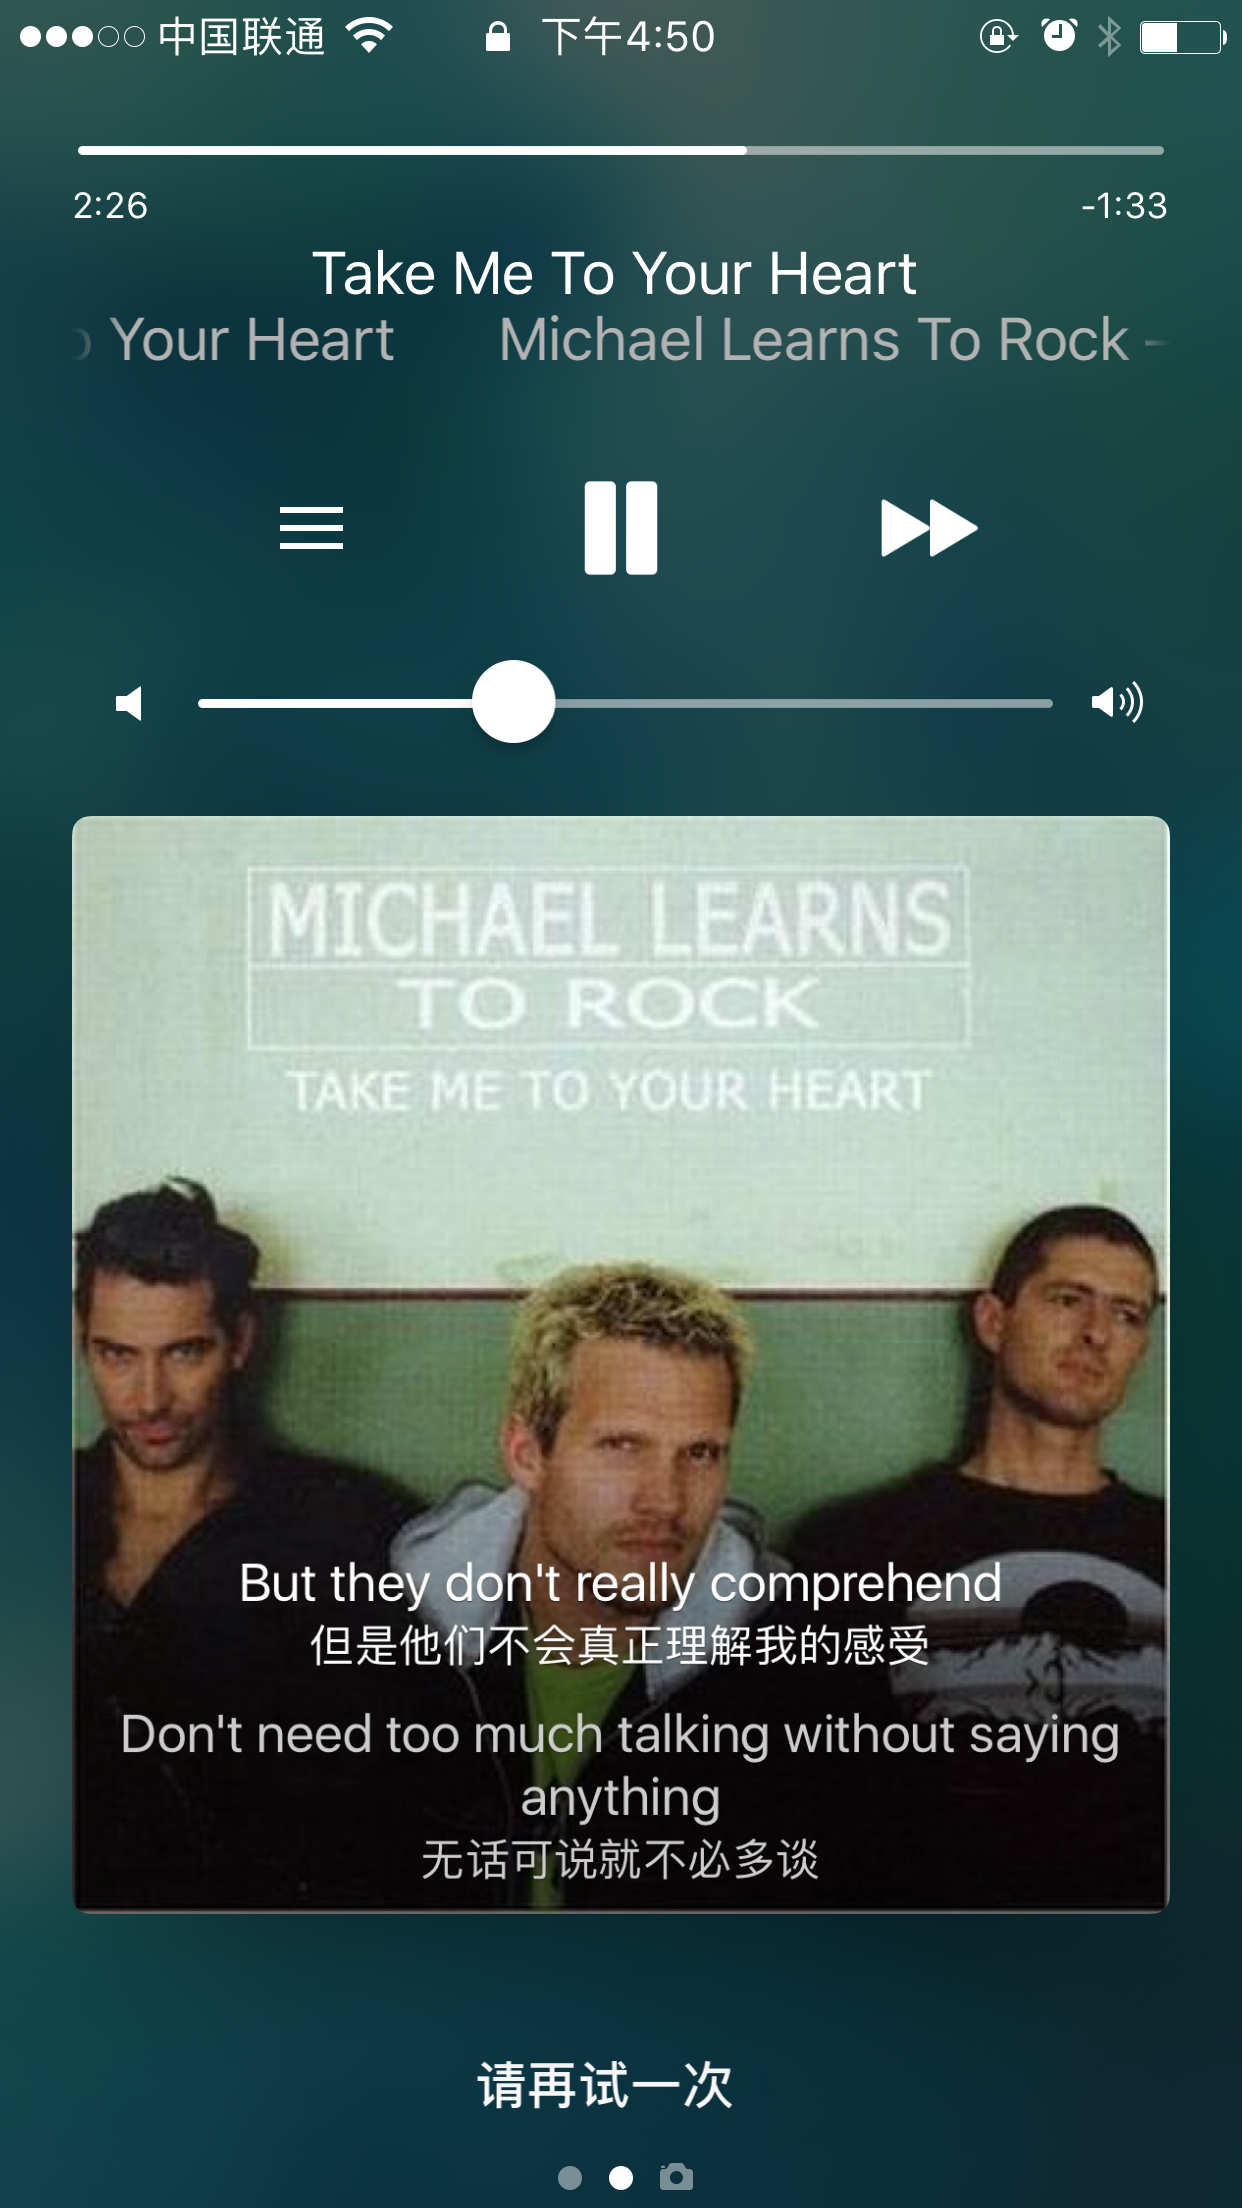 中国联通
下午4:50
2:26
-1:33
Take Me To Your Heart
Your Heart Michael Learns To Rock -
MICHAEL LEARNS
TO ROCK
TAKE ME TO YOUR HEART
But they don't really comprehend
但是他们不会真正理解我的感受
Don't need too much talking without saying
anything
无话可说就不必多谈
请再试一次